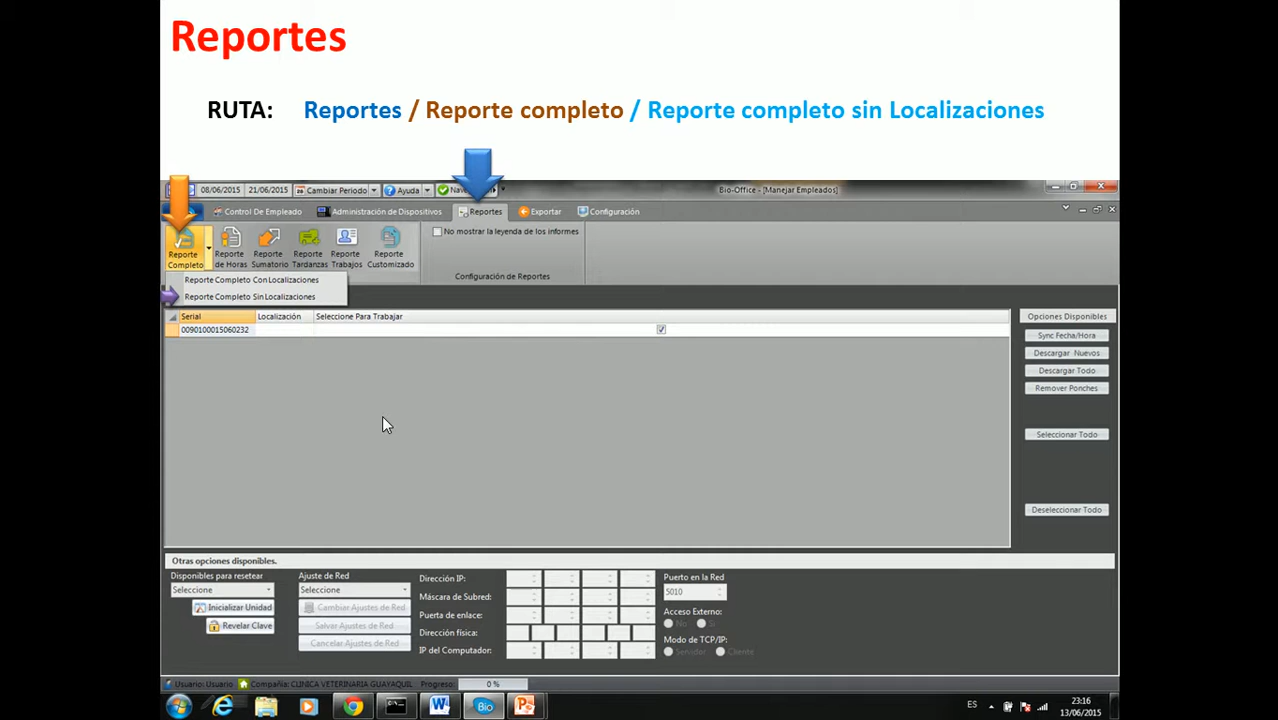 Reportes
RUTA: Reportes / Reporte completo / Reporte completo sin Localizaciones
08/06/2015 21/06/2015 Cambiar Periodo Ayuda Bio-Office - [Manejar Empleados]
Control De Empleado Administración de Dispositivos Reportes Exportar Configuración
Reporte Completo Reporte de Horas Reporte Sumatorio Reporte Tardanzas Reporte Trabajos Reporte Customizado
No mostrar la leyenda de los informes
Configuración de Reportes
Reporte Completo Con Localizaciones
Reporte Completo Sin Localizaciones
Serial Localización Seleccione Para Trabajar
0090100015060232
Opciones Disponibles
Sync Fecha/Hora
Descargar Nuevos
Descargar Todo
Remover Ponches
Seleccionar Todo
Deseleccionar Todo
Otras opciones disponibles.
Disponibles para resetear
Seleccione
Inicializar Unidad
Revelar Clave
Ajuste de Red
Seleccione
Cambiar Ajustes de Red
Salvar Ajustes de Red
Cancelar Ajustes de Red
Dirección IP:
Máscara de Subred:
Puerta de enlace:
Dirección física:
IP del Computador:
Puerto en la Red
5010
Acceso Externo:
No Si
Modo de TCP/IP:
Servidor Cliente
Usuario: Usuario Compañía: CLINICA VETERINARIA GUAYAQUIL Progreso: 0 %
Bio
ES 23:16
13/06/2015